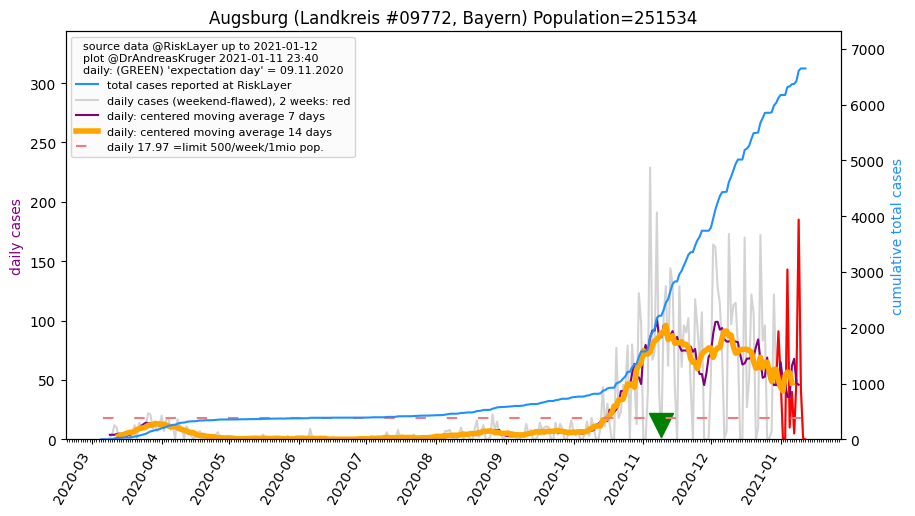 Augsburg (Landkreis #09772, Bayern) Population=251534
source data @RiskLayer up to 2021-01-12
plot @DrAndreasKruger 2021-01-11 23:40
daily: (GREEN) 'expectation day' = 09.11.2020
total cases reported at RiskLayer
daily cases (weekend-flawed), 2 weeks: red
daily: centered moving average 7 days
daily: centered moving average 14 days
daily 17.97 =limit 500/week/1mio pop.
daily cases
300
250
200
150
100
50
0
cumulative total cases
7000
6000
5000
4000
3000
2000
1000
0
2020-03
2020-04
2020-05
2020-06
2020-07
2020-08
2020-09
2020-10
2020-11
2020-12
2021-01